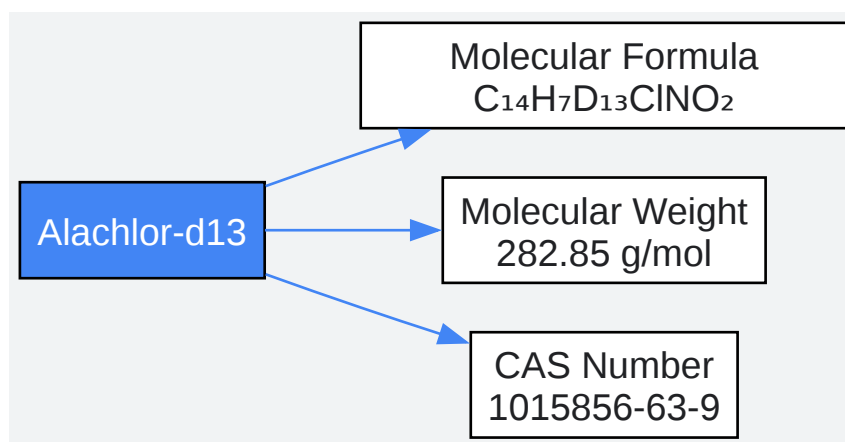 Molecular Formula
C₁₄H₇D₁₃ClNO₂
Alachlor-d13
Molecular Weight
282.85 g/mol
CAS Number
1015856-63-9